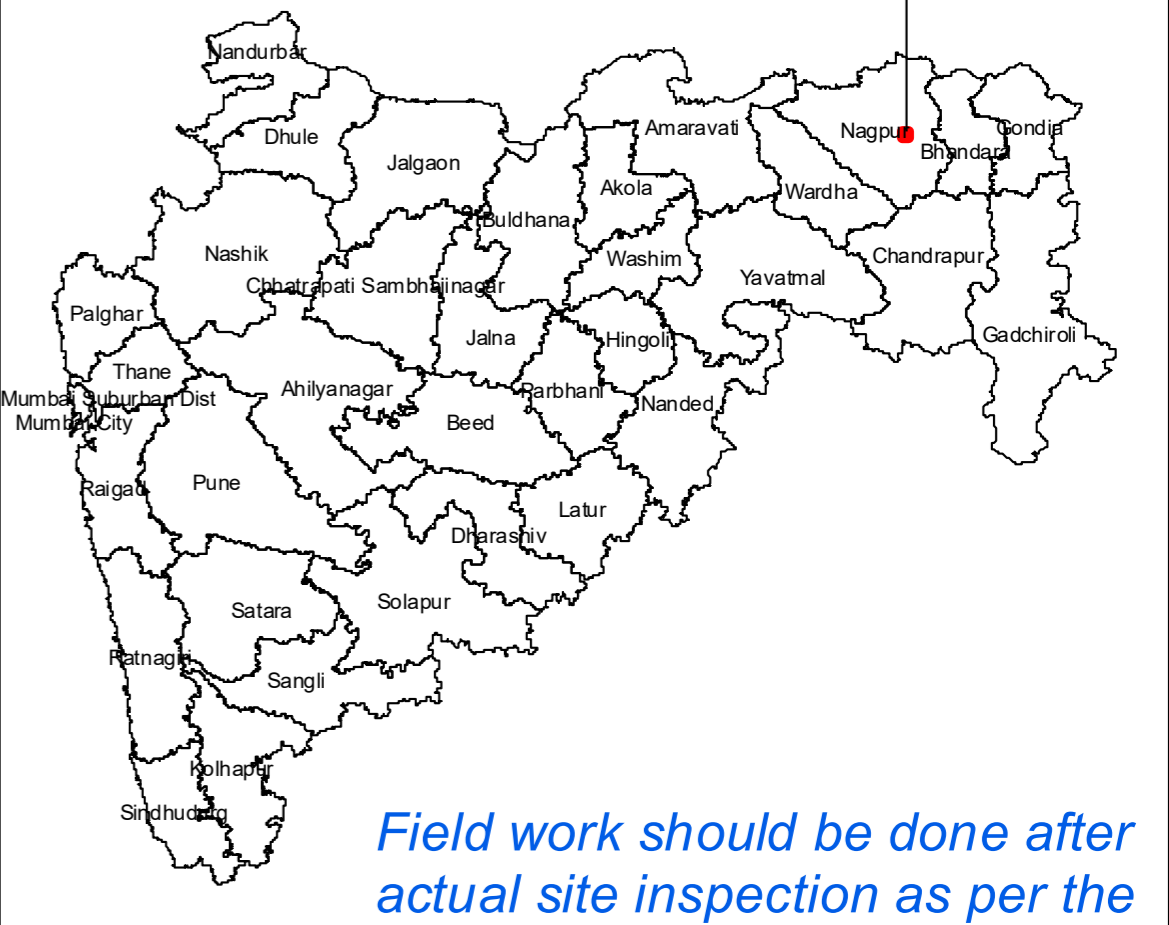 Nandurbar
Dhule
Jalgaon
Amaravati
Nagpur
Gondia
Bhandara
Akola
Wardha
Buldhana
Nashik
Washim
Chandrapur
Yavatmal
Chhatrapati Sambhajinagar
Palghar
Jalna
Hingoli
Gadchiroli
Thane
Ahilyanagar
Parbhani
Mumbai Suburban Dist
Nanded
Mumbai City
Beed
Raigad
Pune
Latur
Dharashiv
Satara
Solapur
Ratnagiri
Sangli
Kolhapur
Sindhudurg
Field work should be done after
actual site inspection as per the